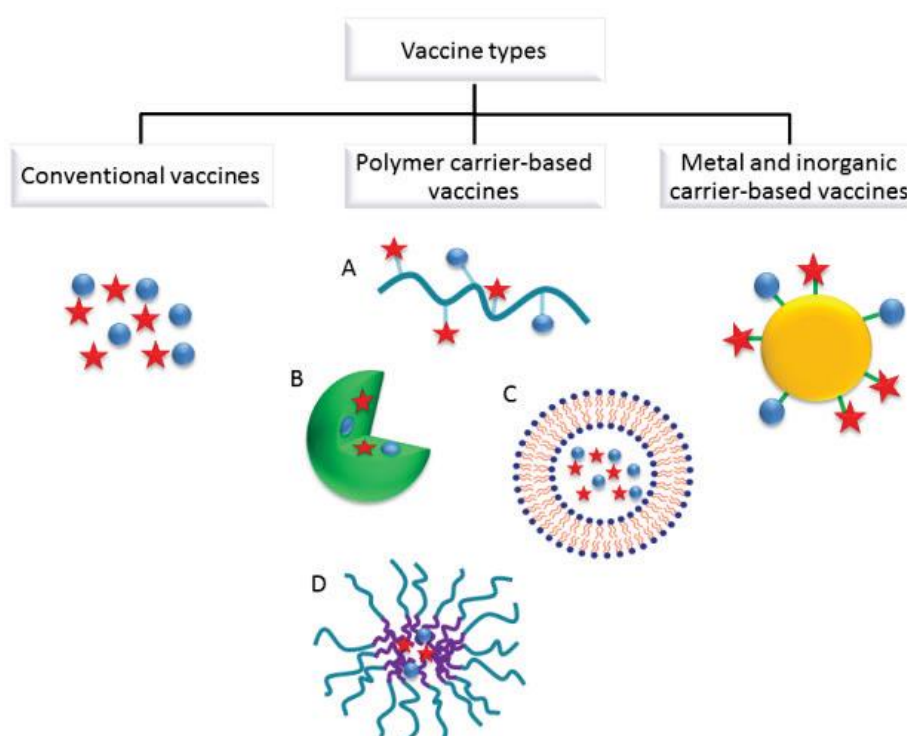 Vaccine types
Conventional vaccines
Polymer carrier-based
vaccines
Metal and inorganic
carrier-based vaccines
A
B
C
D